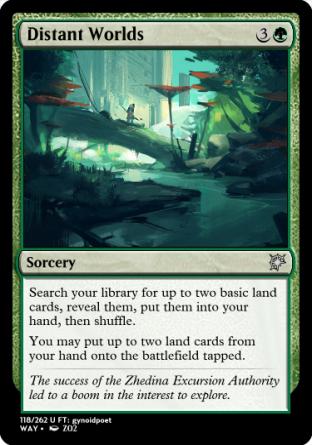 Distant Worlds 3
Sorcery
Search your library for up to two basic land
cards, reveal them, put them into your
hand, then shuffle.
You may put up to two land cards from
your hand onto the battlefield tapped.
The success of the Zhedina Excursion Authority
led to a boom in the interest to explore.
118/262 U FT: gynoidpoet
WAY • ZO2